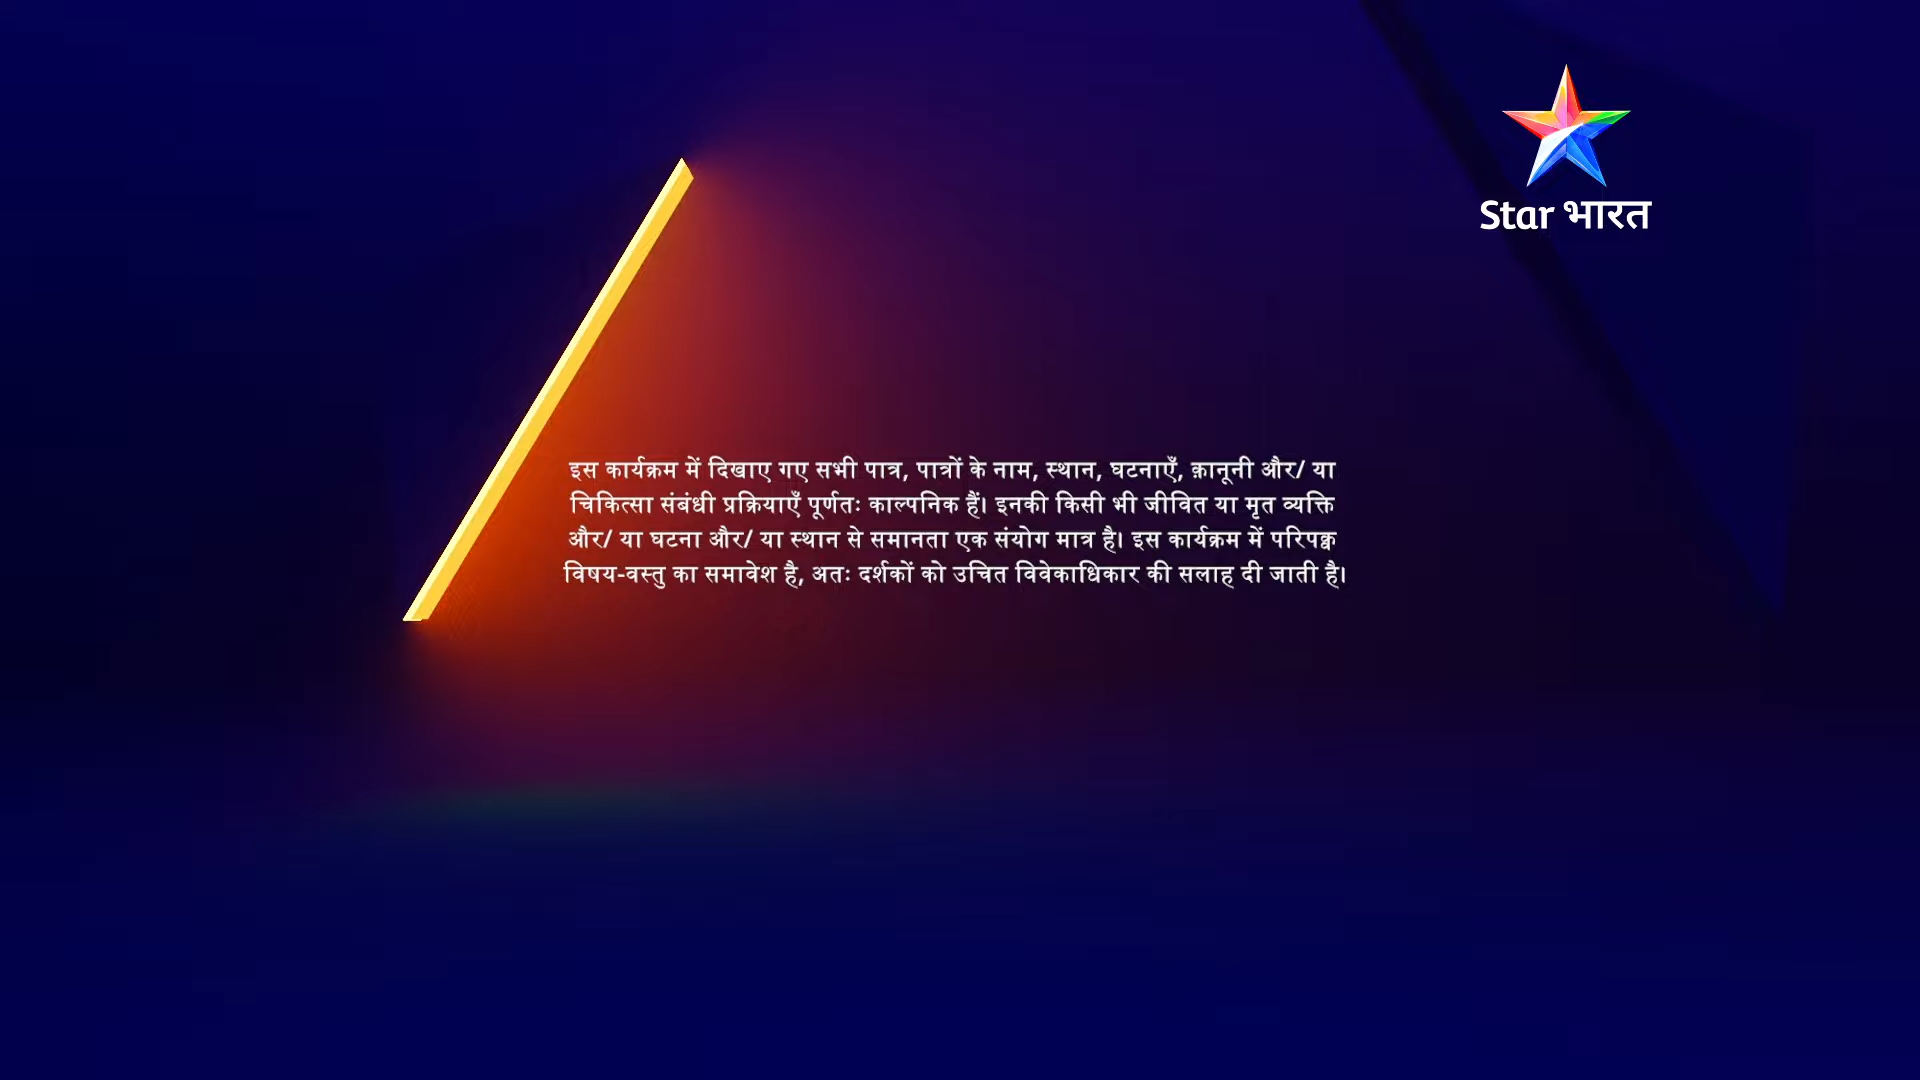 Star भारत
इस कार्यक्रम में दिखाए गए सभी पात्र, पात्रों के नाम, स्थान, घटनाएँ, क़ानूनी और/ या
चिकित्सा संबंधी प्रक्रियाएँ पूर्णतः काल्पनिक हैं। इनकी किसी भी जीवित या मृत व्यक्ति
और/ या घटना और/ या स्थान से समानता एक संयोग मात्र है। इस कार्यक्रम में परिपक्व
विषय-वस्तु का समावेश है, अतः दर्शकों को उचित विवेकाधिकार की सलाह दी जाती है।